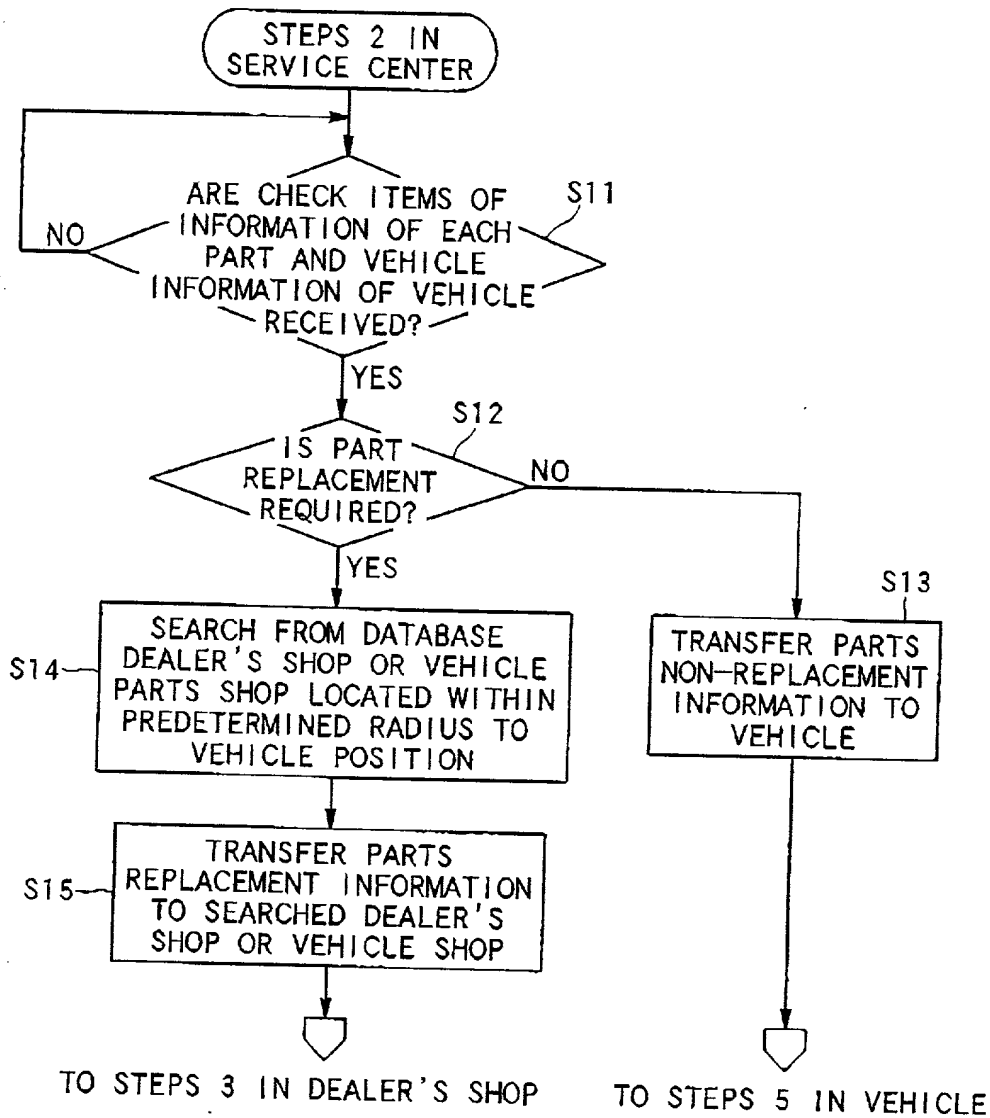 STEPS 2 IN
SERVICE CENTER
ARE CHECK ITEMS OF
INFORMATION OF EACH
PART AND VEHICLE
INFORMATION OF VEHICLE
RECEIVED?
S11
NO
YES
IS PART
REPLACEMENT
REQUIRED?
S12
NO
YES
S13
TRANSFER PARTS
NON-REPLACEMENT
INFORMATION TO
VEHICLE
S14
SEARCH FROM DATABASE
DEALER'S SHOP OR VEHICLE
PARTS SHOP LOCATED WITHIN
PREDETERMINED RADIUS TO
VEHICLE POSITION
S15
TRANSFER PARTS
REPLACEMENT INFORMATION
TO SEARCHED DEALER'S
SHOP OR VEHICLE SHOP
TO STEPS 3 IN DEALER'S SHOP
TO STEPS 5 IN VEHICLE